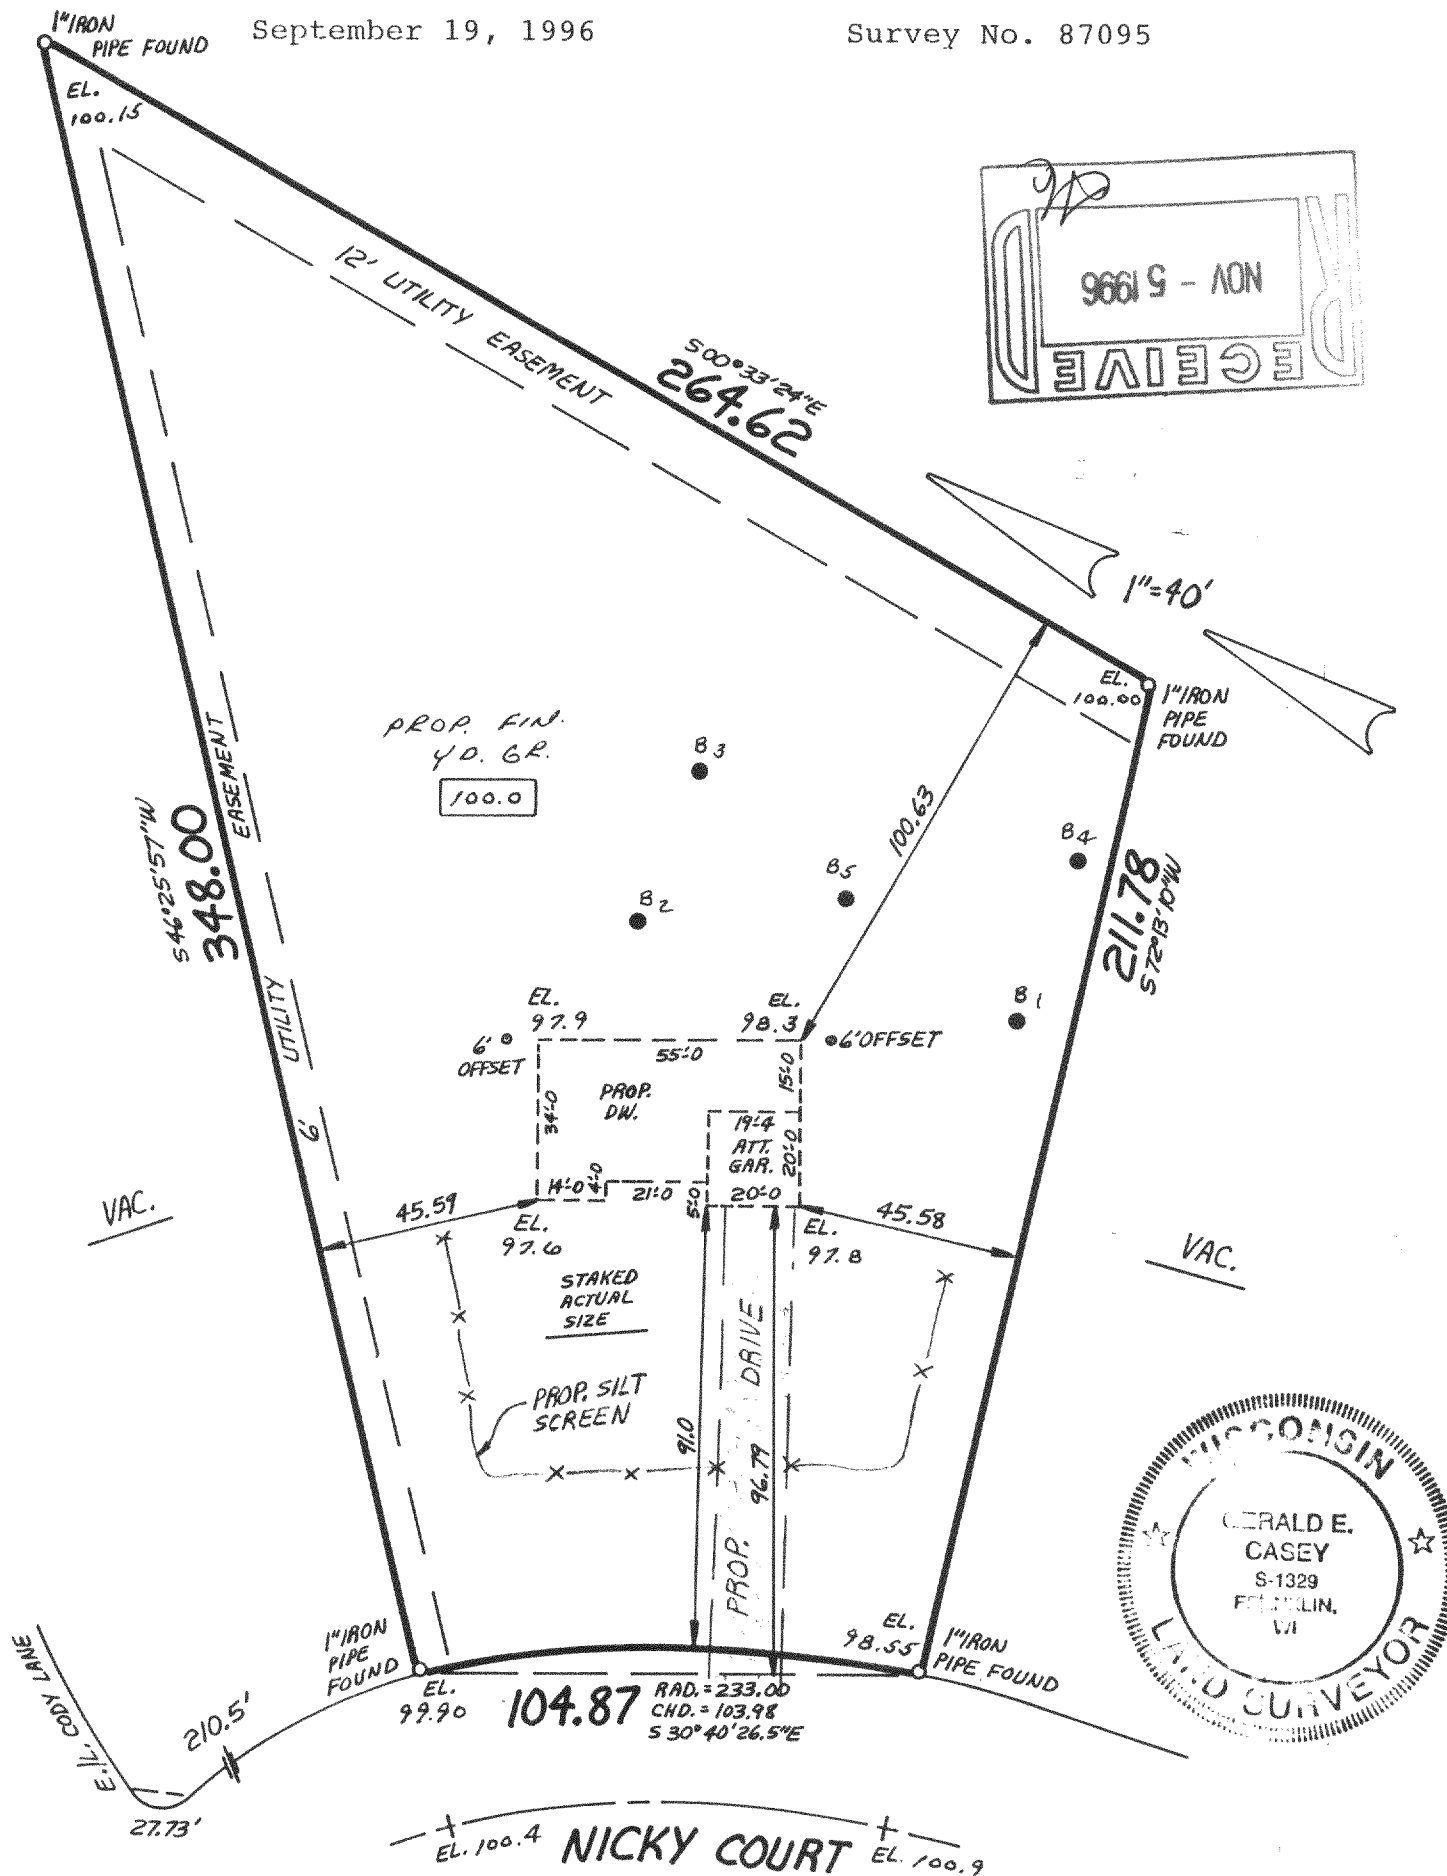 September 19, 1996
Survey No. 87095
1" IRON
PIPE FOUND
EL.
100.15
12' UTILITY EASEMENT
S 00°33'24"E
264.62
RECEIVED
NOV - 5 1996
1"=40'
EL.
100.00
1" IRON
PIPE
FOUND
PROP. FIN.
YD. GR.
100.0
B3
B4
B5
B2
B1
100.63
S 46°25'57"W
348.00
6' UTILITY EASEMENT
211.78
S 72°13'10"W
EL.
97.9
EL.
98.3
6'
OFFSET
6' OFFSET
55'-0
15'-0
PROP.
DW.
34'-0
19'-4
ATT.
GAR.
20'-0
14'-0
4'-0
21'-0
5'-0
20'-0
VAC.
45.59
EL.
97.6
EL.
97.8
45.58
VAC.
STAKED
ACTUAL
SIZE
PROP. SILT
SCREEN
91.0
96.79
PROP. DRIVE
WISCONSIN
GERALD E.
CASEY
S-1329
FRANKLIN,
WI
LAND SURVEYOR
1" IRON
PIPE
FOUND
EL.
99.90
EL.
98.55
1" IRON
PIPE FOUND
104.87
RAD. = 233.00
CHD. = 103.98
S 30°40'26.5"E
E./L. CODY LANE
210.5'
27.73'
EL. 100.4
NICKY COURT
EL. 100.9